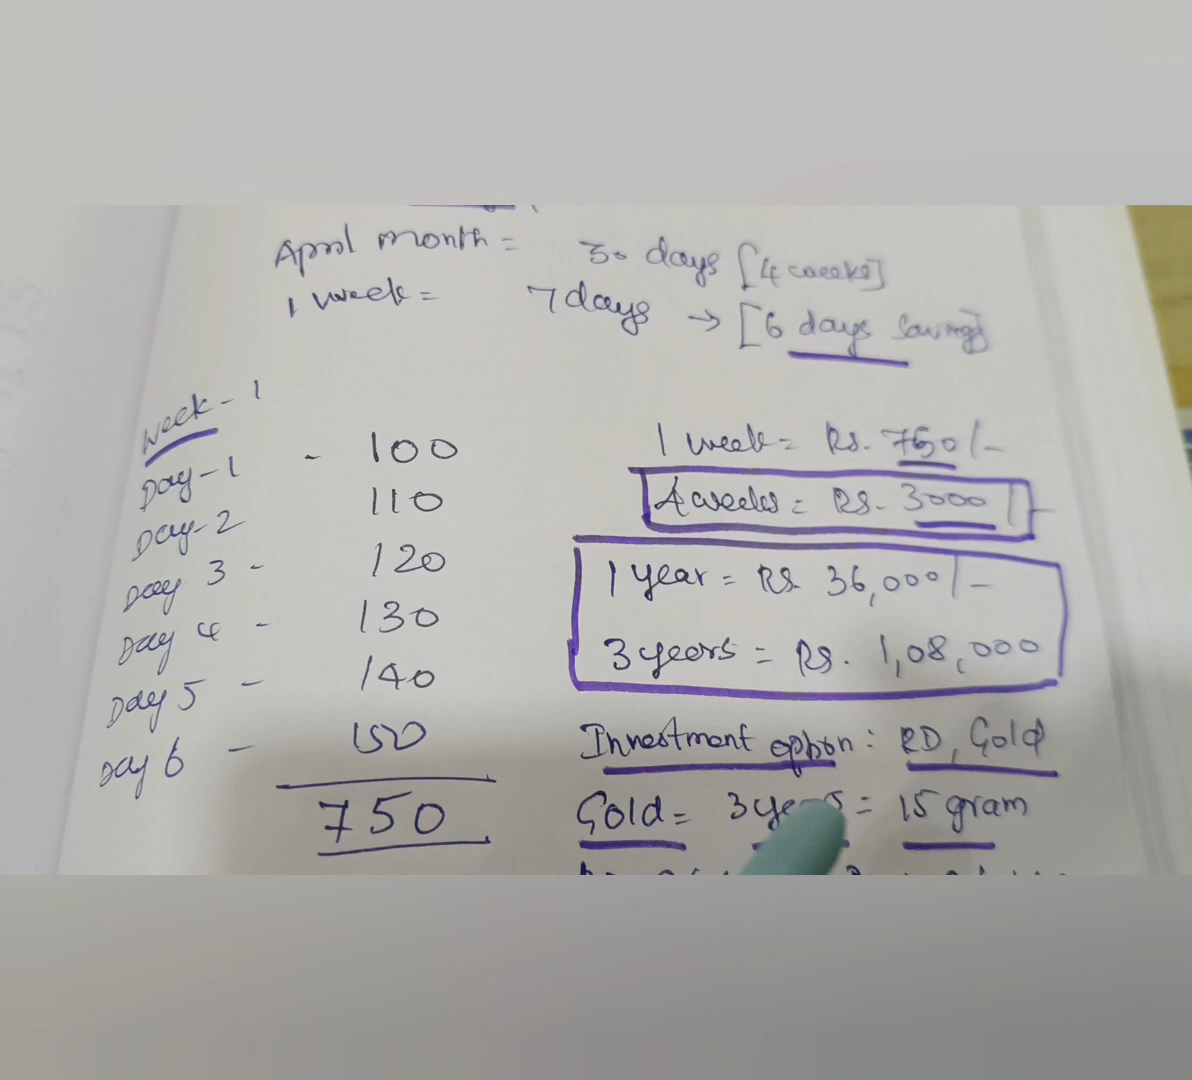 April month = 30 days [4 weeks]
1 week = 7 days → [6 days saving]
Week - 1
Day - 1 - 100
Day - 2 110
Day 3 - 120
Day 4 - 130
Day 5 - 140
Day 6 - 150
750
1 week = Rs. 750/-
4 weeks = Rs. 3000/-
1 year = Rs. 36,000/-
3 years = Rs. 1,08,000
Investment option : RD, Gold
Gold = 3 years = 15 gram